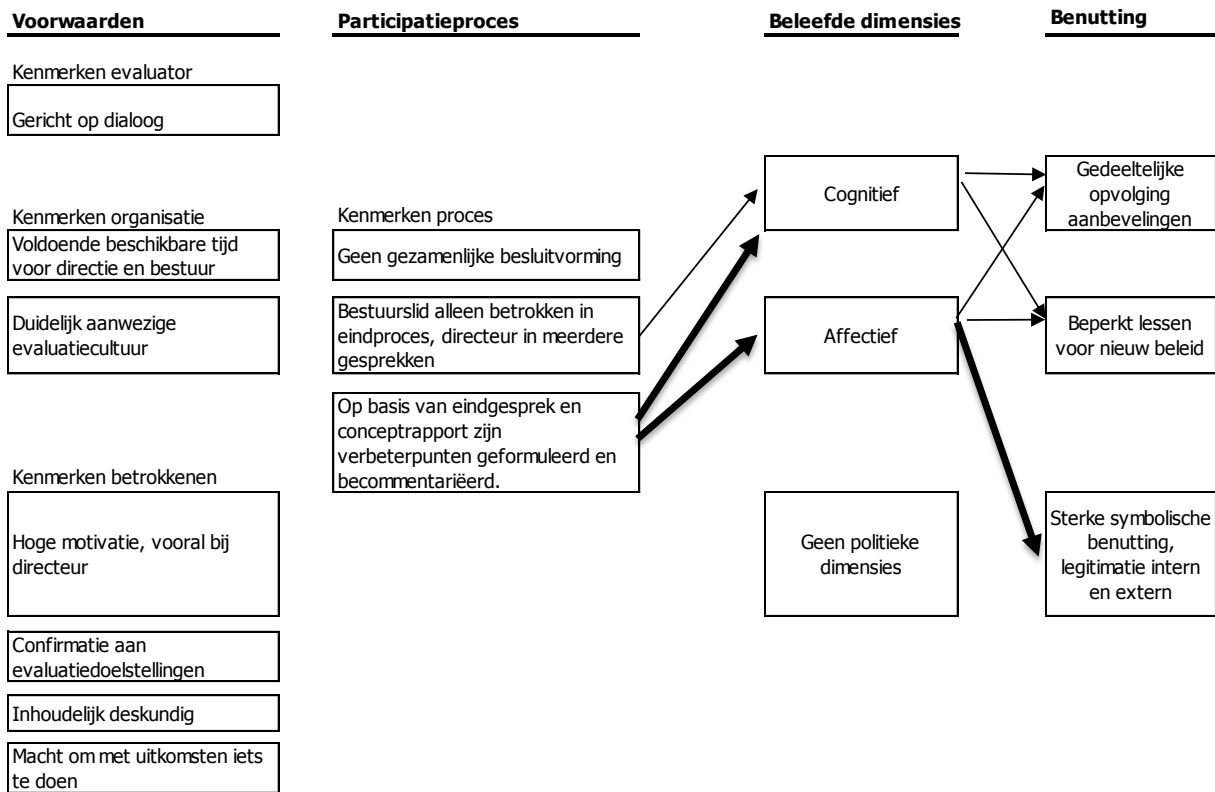 Voorwaarden
Kenmerken evaluator
Gericht op dialoog
Kenmerken organisatie
Voldoende beschikbare tijd
voor directie en bestuur
Duidelijk aanwezige
evaluatiecultuur
Kenmerken betrokkenen
Hoge motivatie, vooral bij
directeur
Confirmatie aan
evaluatiedoelstellingen
Inhoudelijk deskundig
Macht om met uitkomsten iets
te doen
Participatieproces
Kenmerken proces
Geen gezamenlijke besluitvorming
Bestuurslid alleen betrokken in
eindproces, directeur in meerdere
gesprekken
Op basis van eindgesprek en
conceptrapport zijn
verbeterpunten geformuleerd en
becommentariëerd.
Beleefde dimensies
Cognitief
Affectief
Geen politieke
dimensies
Benutting
Gedeeltelijke
opvolging
aanbevelingen
Beperkt lessen
voor nieuw beleid
Sterke symbolische
benutting,
legitimatie intern
en extern